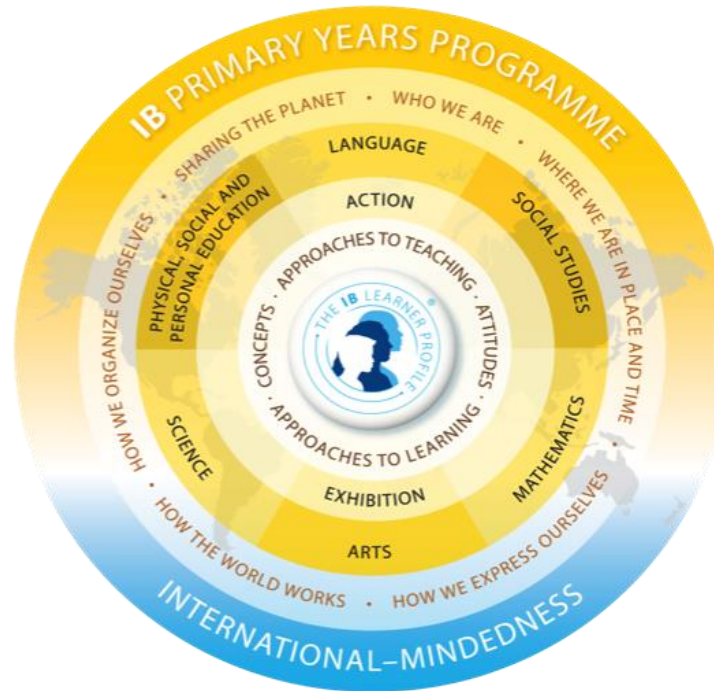 IB PRIMARY YEARS PROGRAMME
SHARING THE PLANET • WHO WE ARE • WHERE WE ARE IN PLACE AND TIME • HOW WE EXPRESS OURSELVES • HOW THE WORLD WORKS • HOW WE ORGANIZE OURSELVES •
LANGUAGE
SOCIAL STUDIES
MATHEMATICS
ARTS
SCIENCE
PHYSICAL, SOCIAL AND
PERSONAL EDUCATION
ACTION
EXHIBITION
APPROACHES TO TEACHING · ATTITUDES · APPROACHES TO LEARNING · CONCEPTS ·
THE IB LEARNER PROFILE ®
INTERNATIONAL–MINDEDNESS